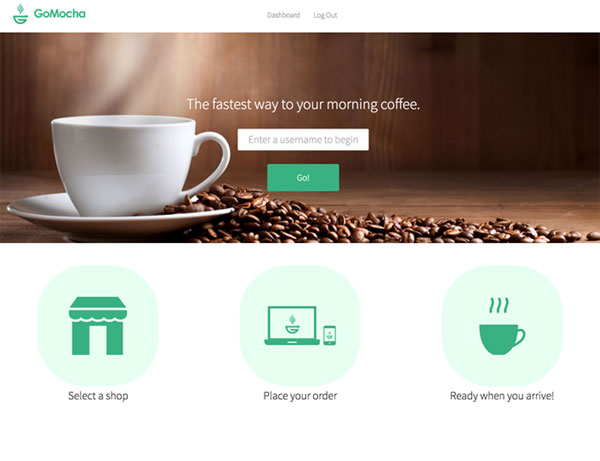 GoMocha
Dashboard Log Out
The fastest way to your morning coffee.
Enter a username to begin
Go!
Select a shop
Place your order
Ready when you arrive!